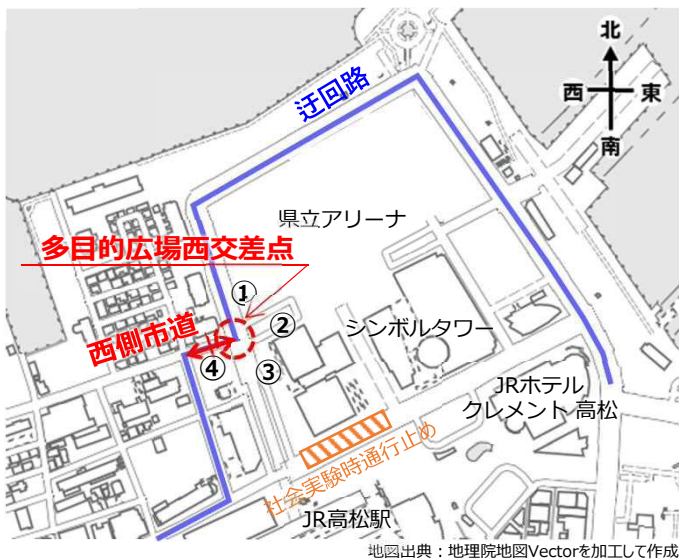 北
西 東
南
迂回路
県立アリーナ
多目的広場西交差点
①
②
シンボルタワー
西側市道
④
③
JRホテル
クレメント 高松
社会実験時通行止め
JR高松駅
地図出典：地理院地図Vectorを加工して作成